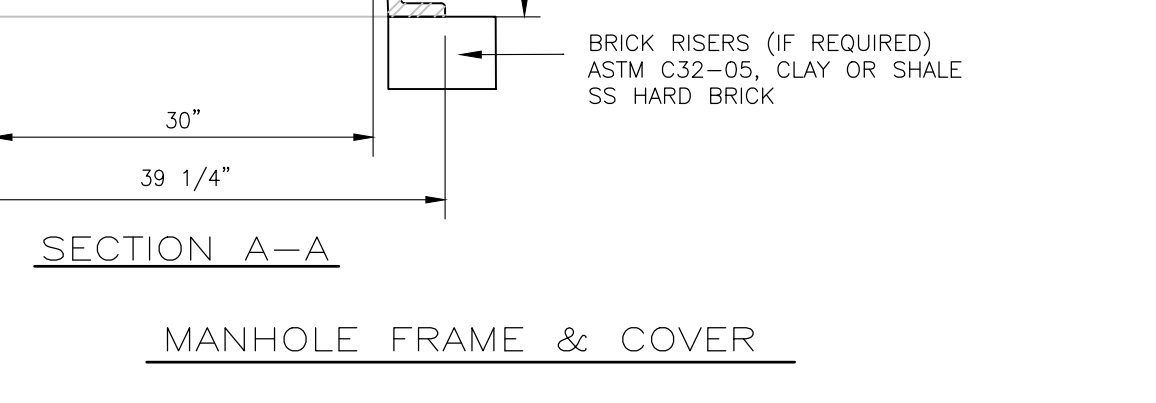 BRICK RISERS (IF REQUIRED)
ASTM C32-05, CLAY OR SHALE
SS HARD BRICK
30"
39 1/4"
SECTION A-A
MANHOLE FRAME & COVER